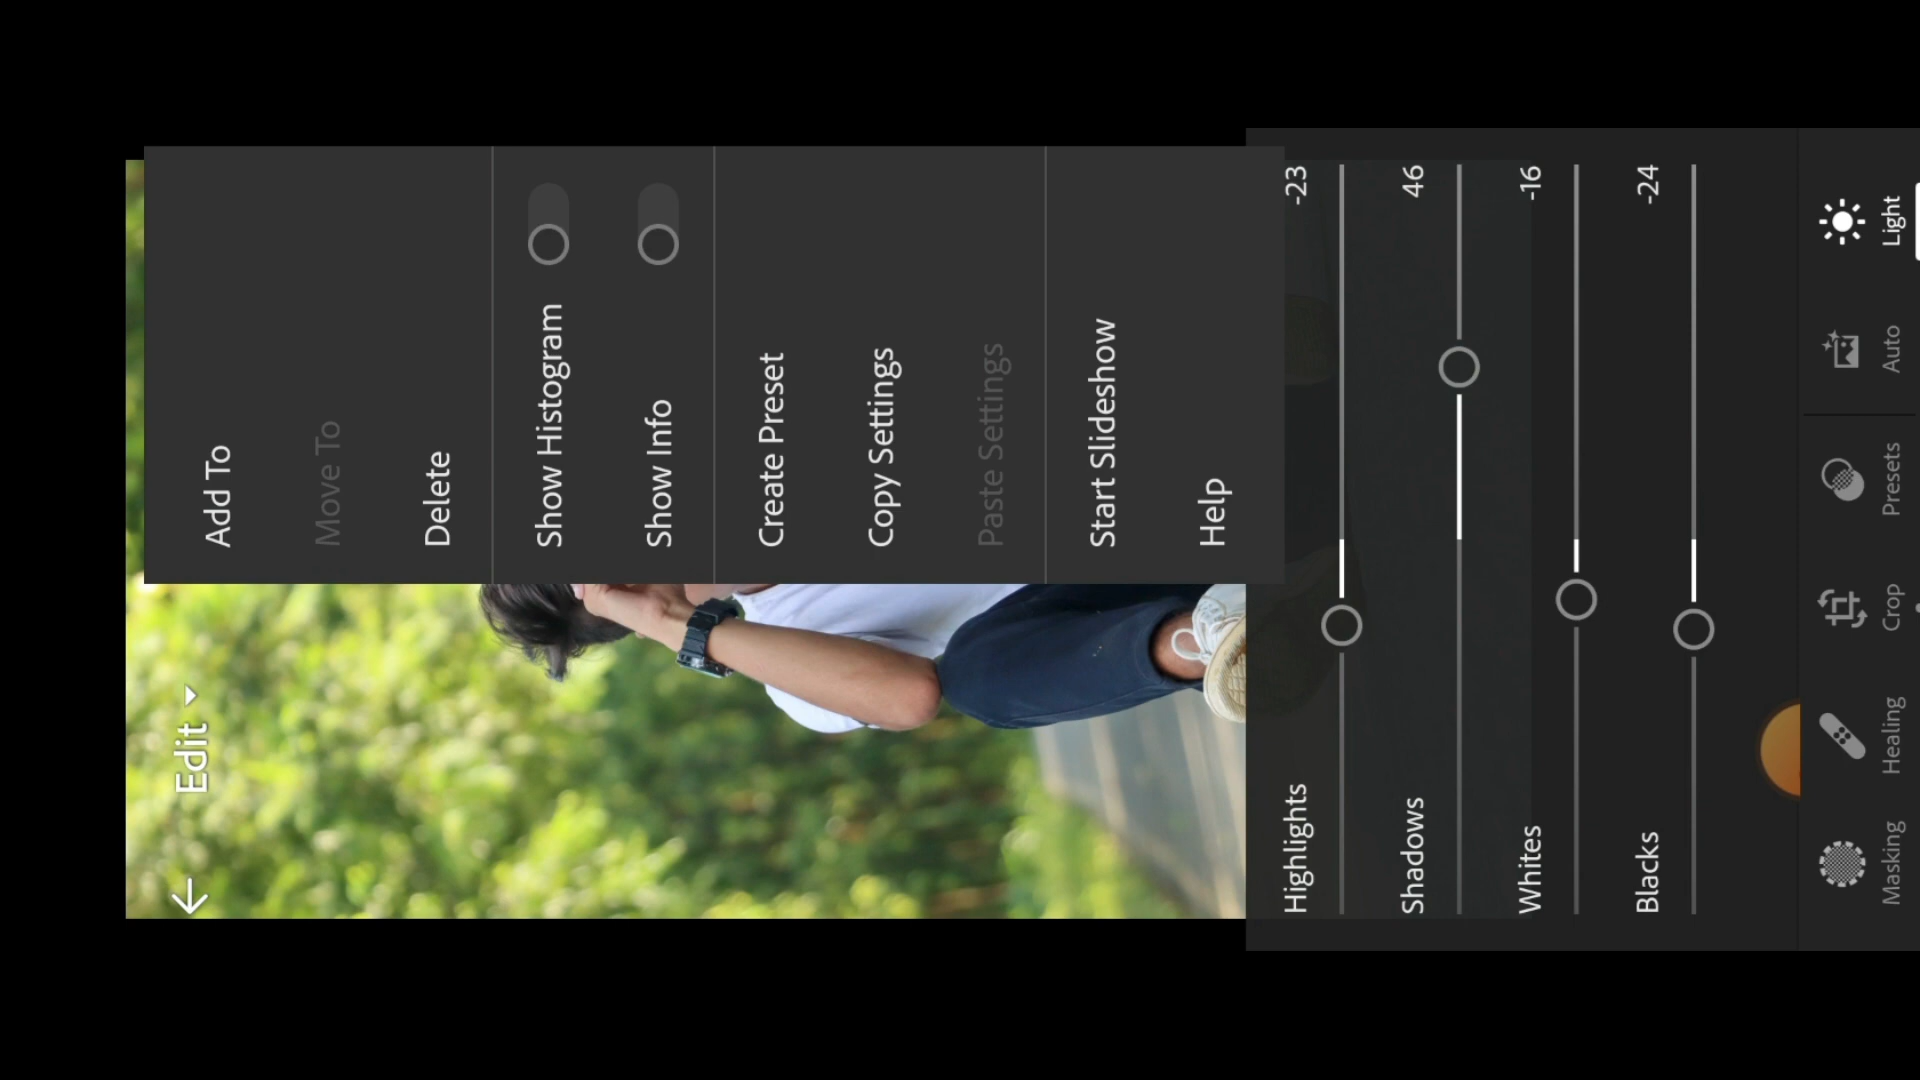 Edit
Add To
Move To
Delete
Show Histogram
Show Info
Create Preset
Copy Settings
Paste Settings
Start Slideshow
Help
Highlights -23
Shadows 46
Whites -16
Blacks -24
Masking Healing Crop Presets Auto Light